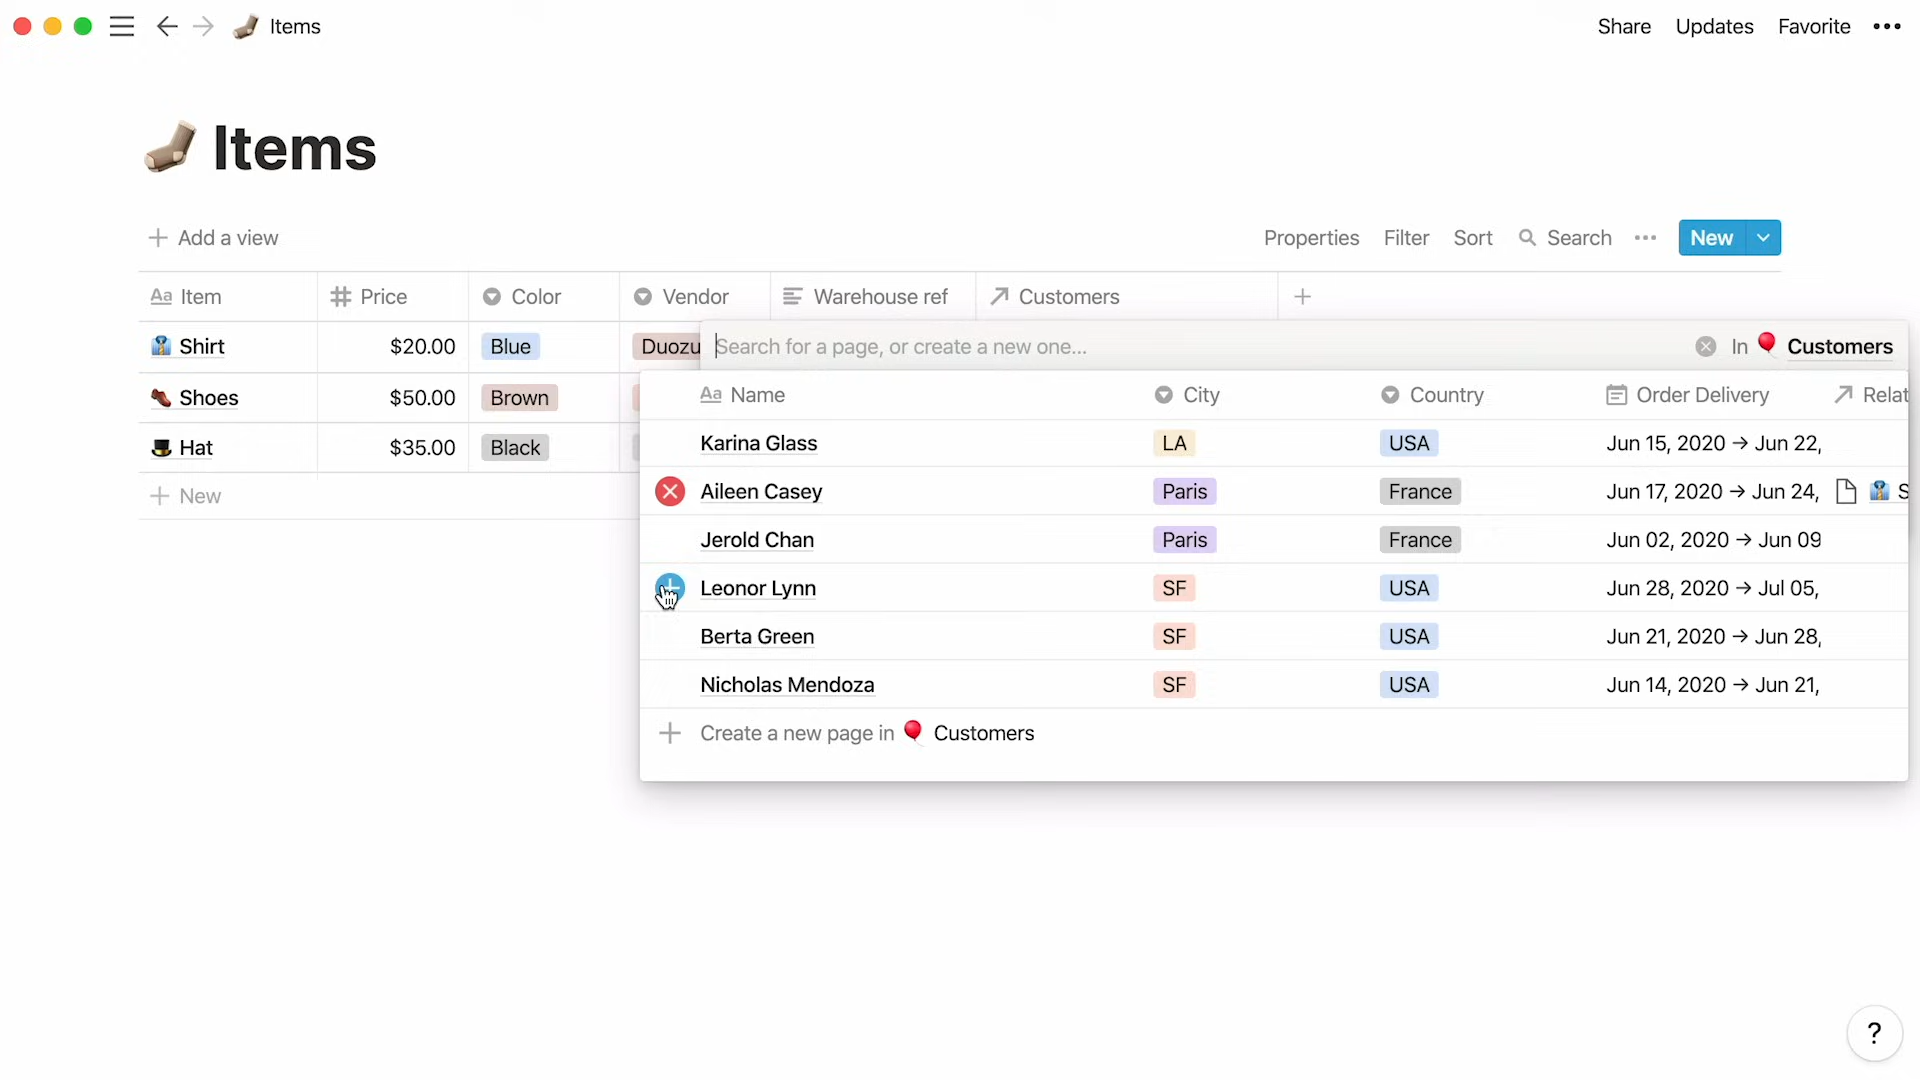 Items
Share Updates Favorite
Items
Add a view
Properties Filter Sort Search New
Aa Item Price Color Vendor Warehouse ref Customers
Shirt $20.00 Blue Duozu Search for a page, or create a new one... In Customers
Aa Name City Country Order Delivery Relat
Shoes $50.00 Brown
Hat $35.00 Black
New
Karina Glass LA USA Jun 15, 2020 → Jun 22,
Aileen Casey Paris France Jun 17, 2020 → Jun 24, S
Jerold Chan Paris France Jun 02, 2020 → Jun 09
Leonor Lynn SF USA Jun 28, 2020 → Jul 05,
Berta Green SF USA Jun 21, 2020 → Jun 28,
Nicholas Mendoza SF USA Jun 14, 2020 → Jun 21,
Create a new page in Customers
?